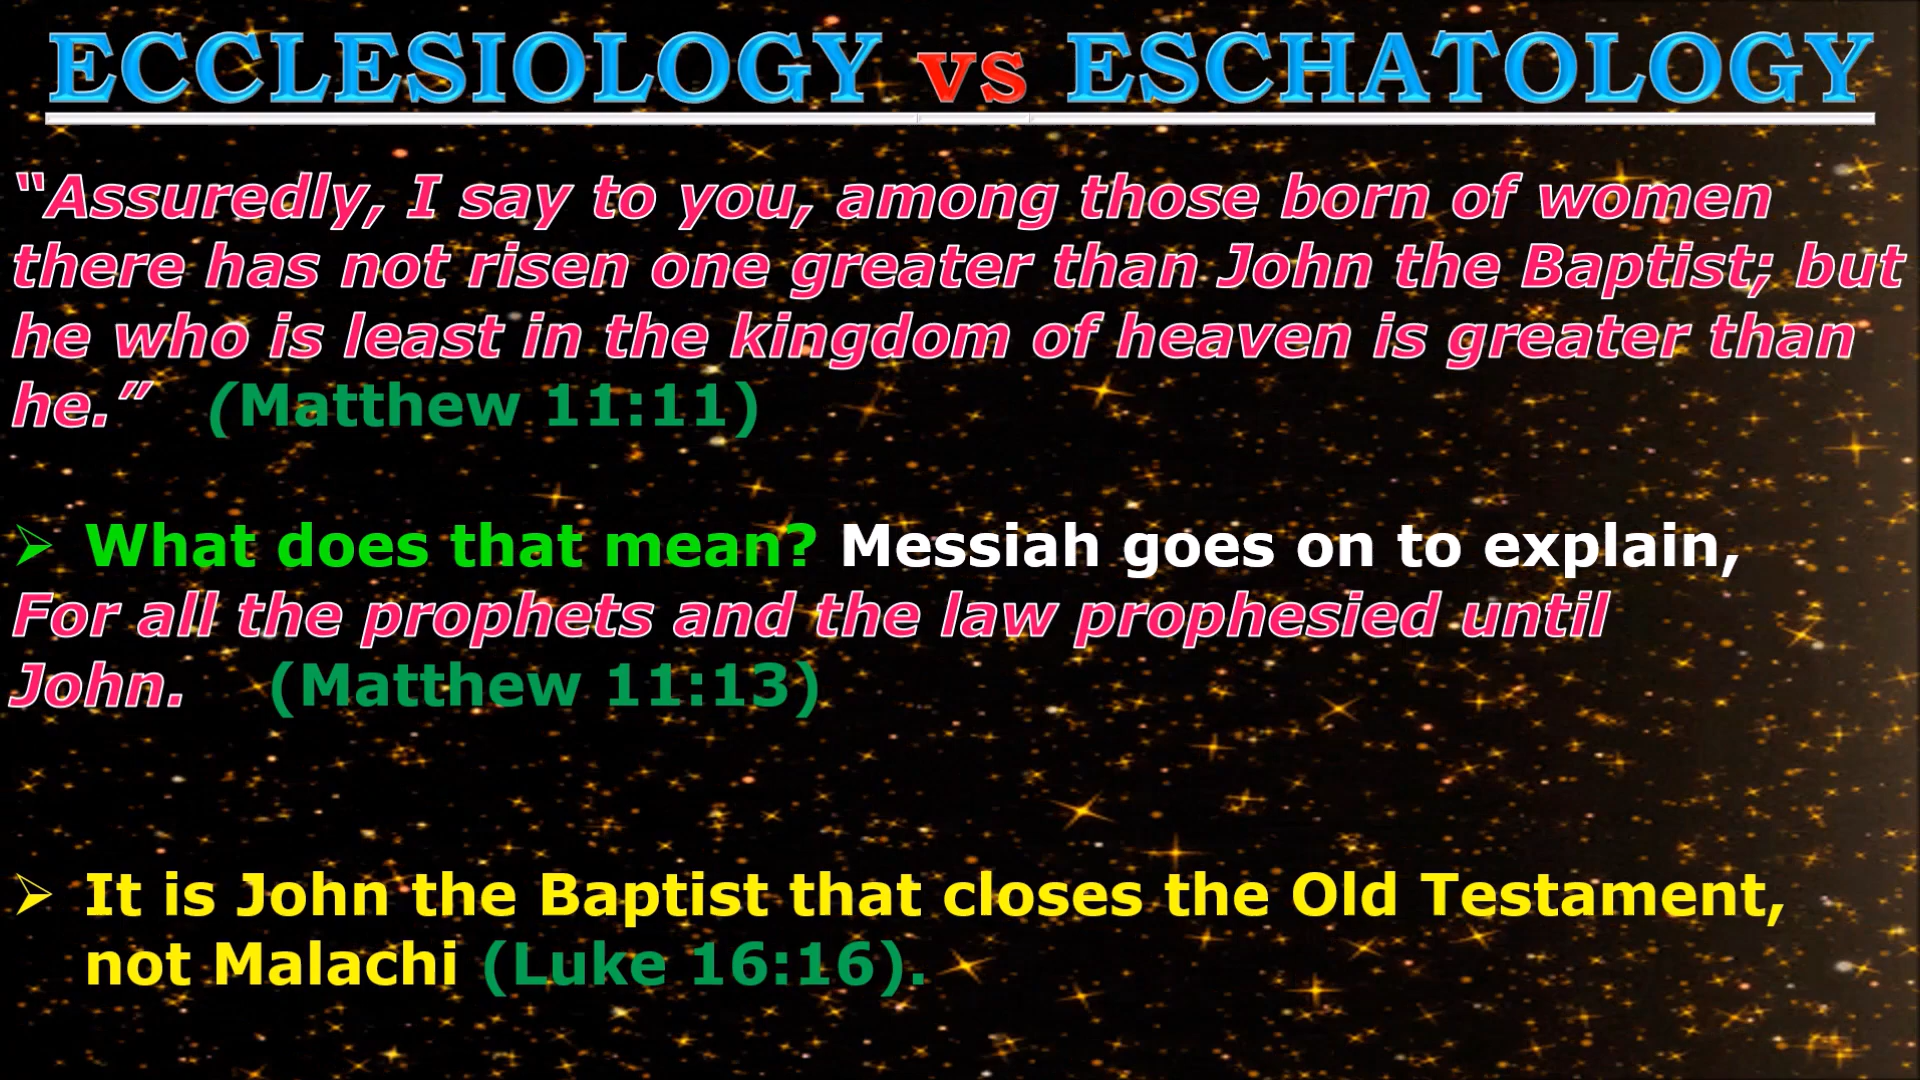 ECCLESIOLOGY vs ESCHATOLOGY
“Assuredly, I say to you, among those born of women
there has not risen one greater than John the Baptist; but
he who is least in the kingdom of heaven is greater than
he.” (Matthew 11:11)
➢ What does that mean? Messiah goes on to explain,
For all the prophets and the law prophesied until
John. (Matthew 11:13)
➢ It is John the Baptist that closes the Old Testament,
not Malachi (Luke 16:16).